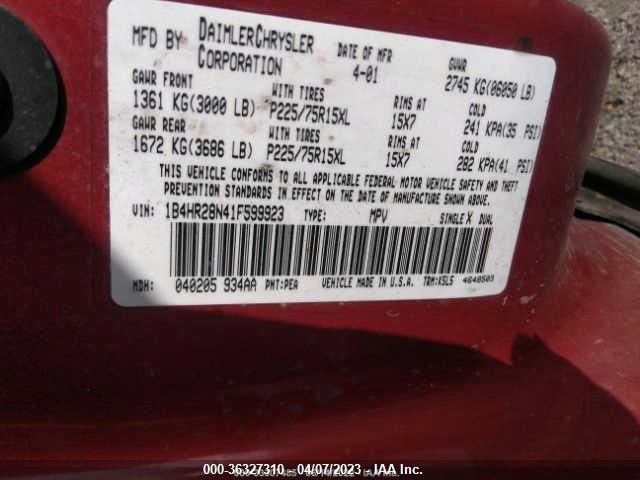 MFD BY DAIMLERCHRYSLER CORPORATION DATE OF MFR 4-01 GVWR 2745 KG(06050 LB)
GAWR FRONT WITH TIRES RIMS AT COLD
1361 KG(3000 LB) P225/75R15XL 15X7 241 KPA(35 PSI)
GAWR REAR WITH TIRES RIMS AT COLD
1672 KG(3686 LB) P225/75R15XL 15X7 282 KPA(41 PSI)
THIS VEHICLE CONFORMS TO ALL APPLICABLE FEDERAL MOTOR VEHICLE SAFETY AND THEFT
PREVENTION STANDARDS IN EFFECT ON THE DATE OF MANUFACTURE SHOWN ABOVE.
VIN: 1B4HR28N41F599923 TYPE: MPV SINGLE X DUAL
MDH: 040205 934AA PNT:PEA VEHICLE MADE IN U.S.A. TRM:K5L5 4648503
000-36327310 - 04/07/2023 - IAA Inc.